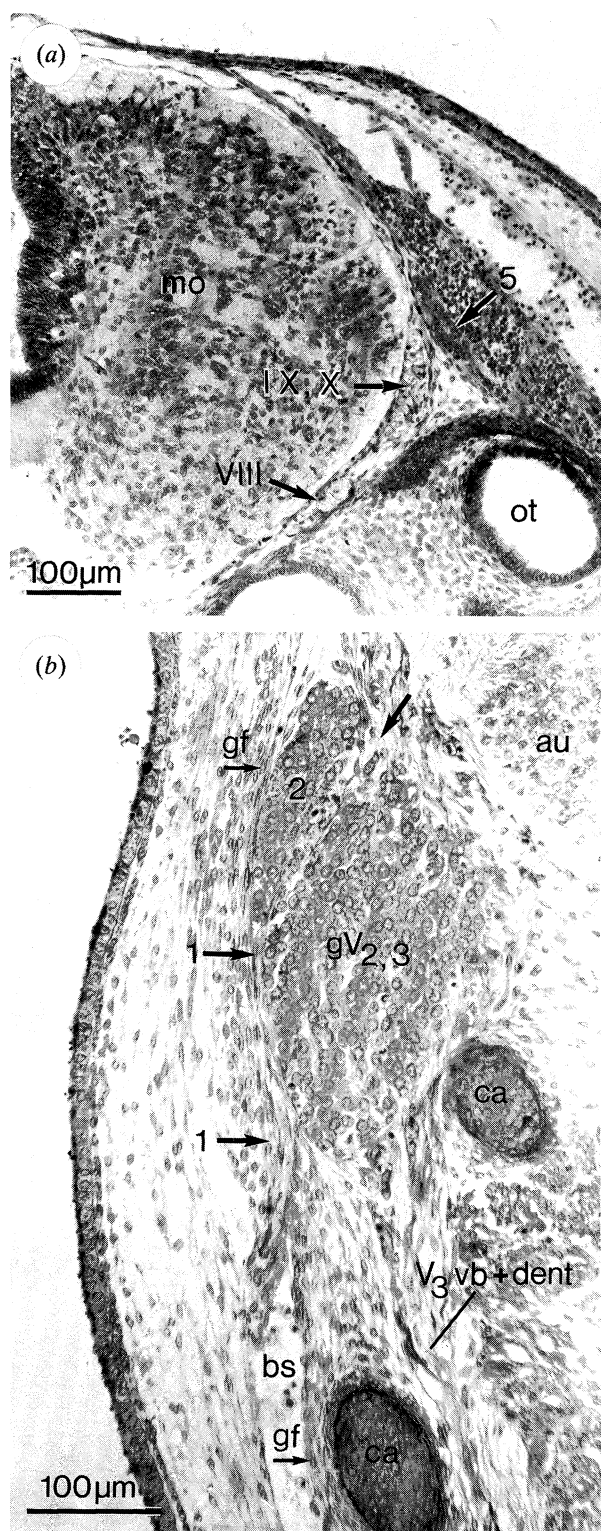 (a)
mo
5
IX, X
VIII
ot
100µm
(b)
au
gf
2
1
gV2,3
ca
1
V3 vb + dent
bs
gf
ca
100µm